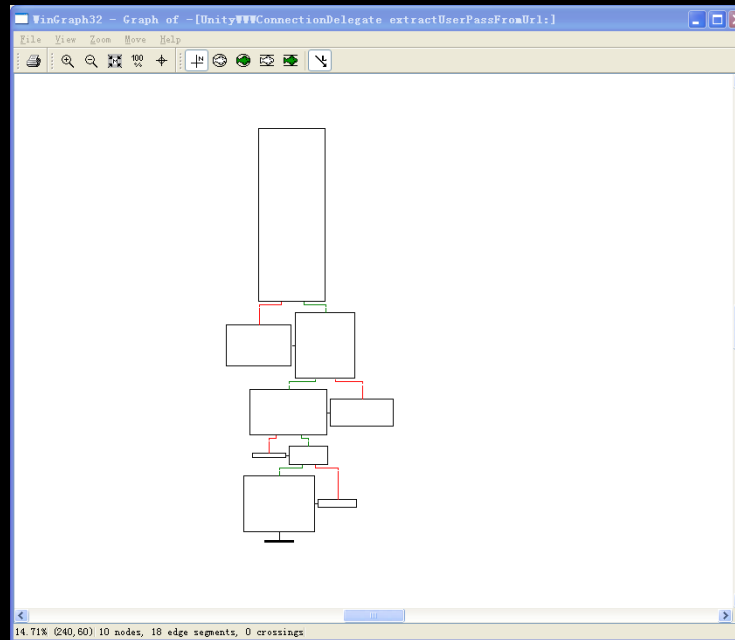 WinGraph32 - Graph of -[UnityWWWConnectionDelegate extractUserPassFromUrl:]
File View Zoom Move Help
100 %
N
14.71% (240,60) 10 nodes, 18 edge segments, 0 crossings